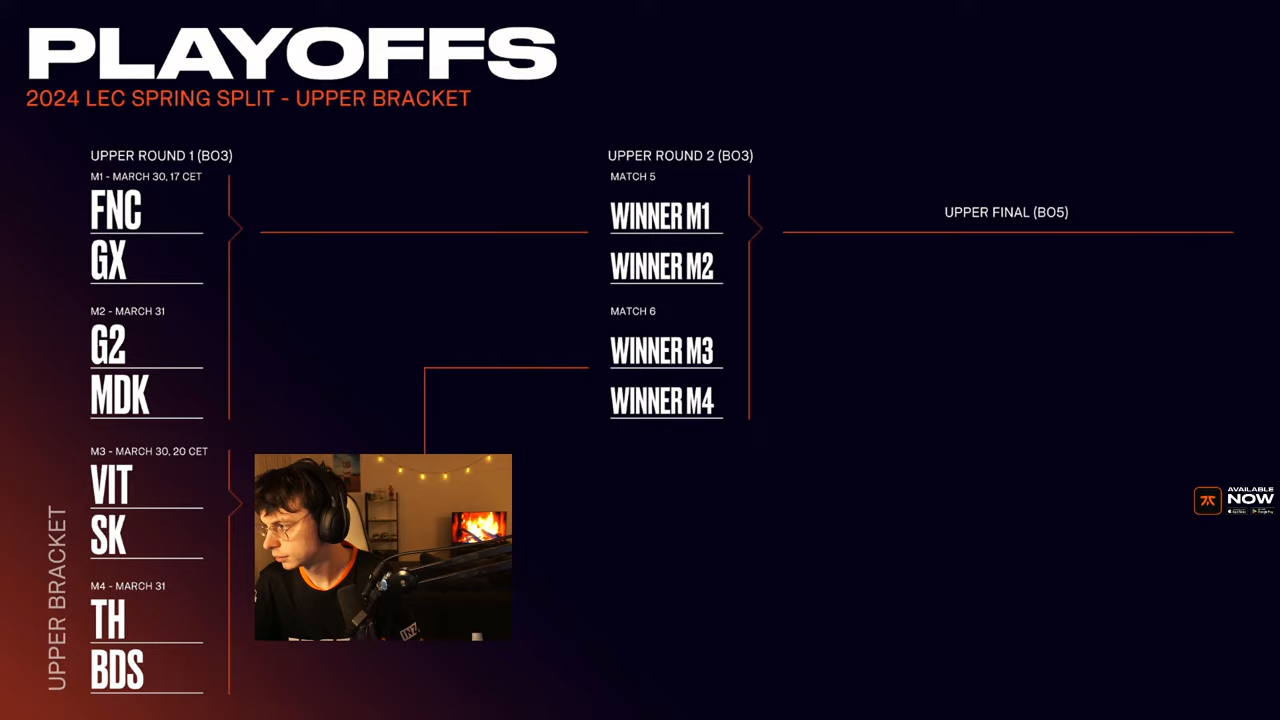 PLAYOFFS
2024 LEC SPRING SPLIT - UPPER BRACKET
UPPER ROUND 1 (BO3)
M1 - MARCH 30, 17 CET
FNC
GX
M2 - MARCH 31
G2
MDK
M3 - MARCH 30, 20 CET
VIT
SK
M4 - MARCH 31
TH
BDS
UPPER BRACKET
UPPER ROUND 2 (BO3)
MATCH 5
WINNER M1
WINNER M2
MATCH 6
WINNER M3
WINNER M4
UPPER FINAL (BO5)
AVAILABLE
NOW